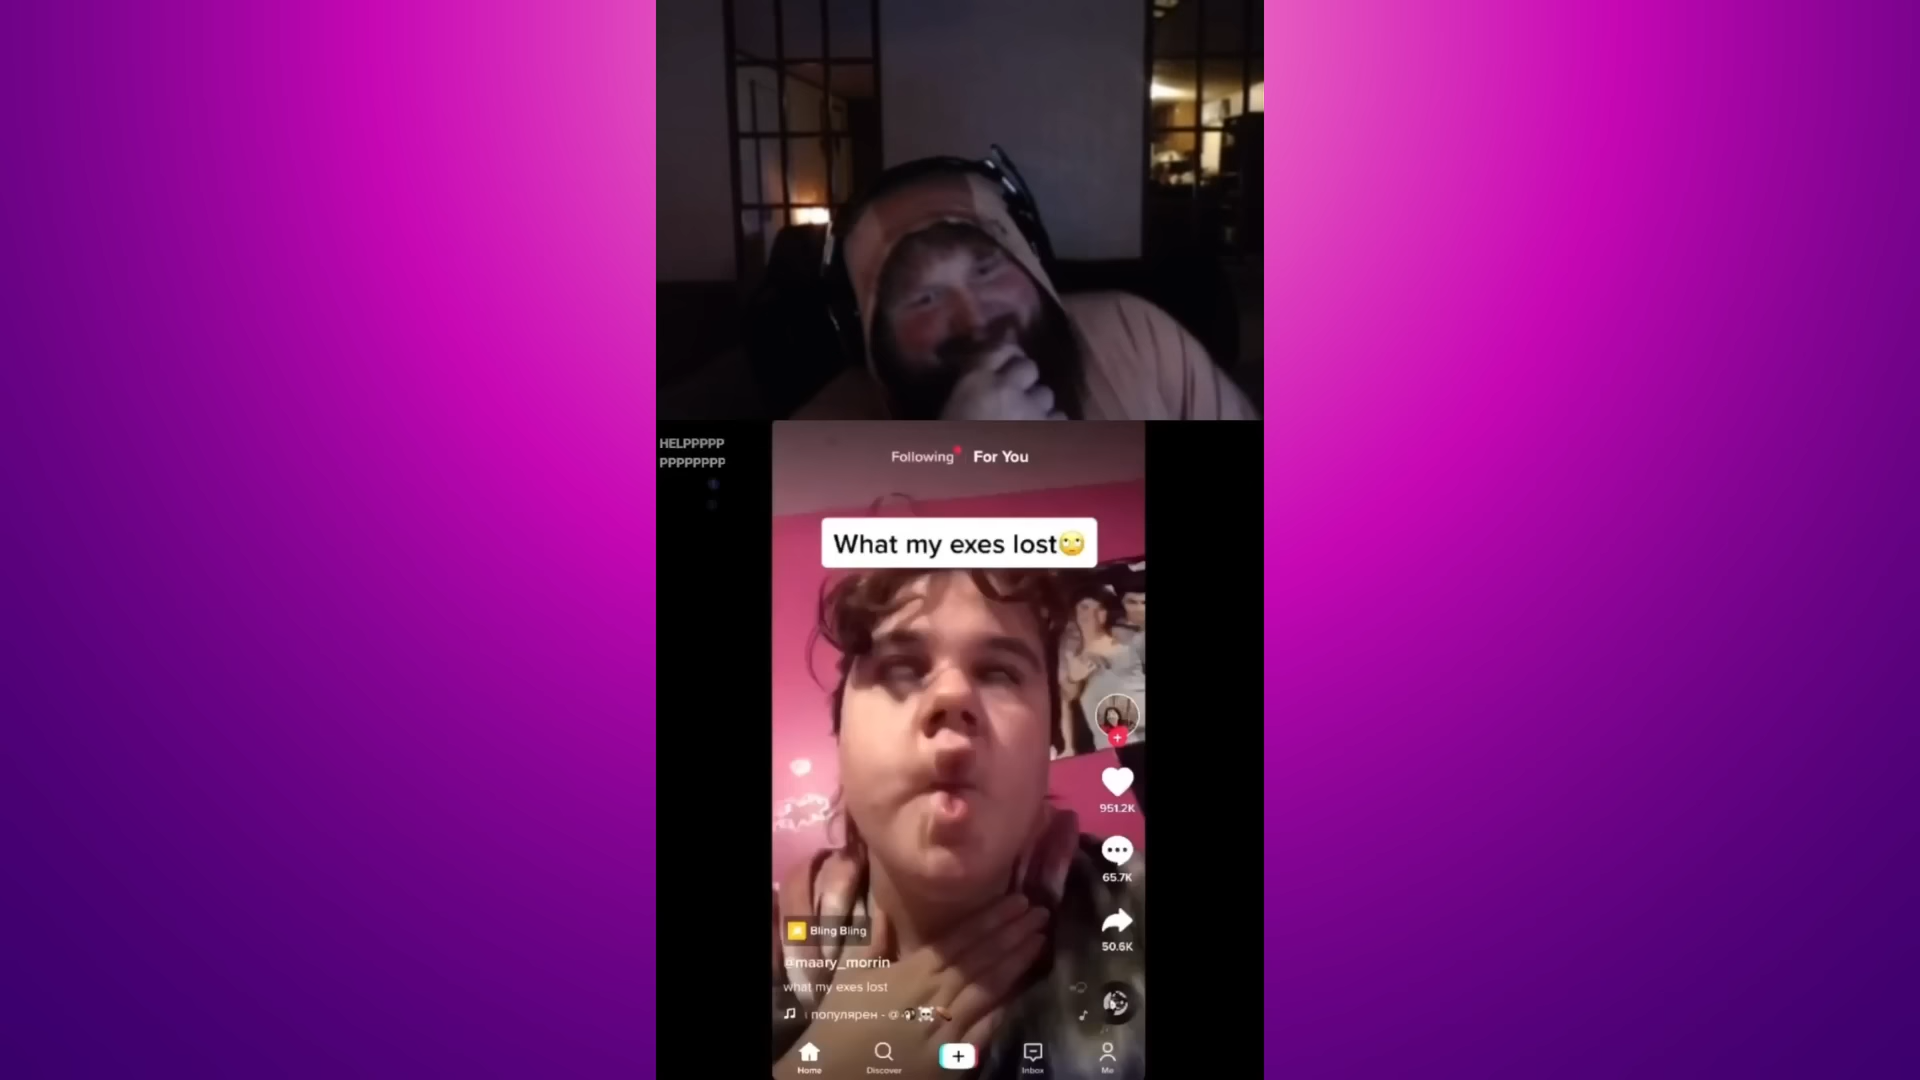 HELPPPPP
PPPPPPPP
Following
For You
What my exes lost🙄
951.2K
65.7K
50.6K
Bling Bling
@maary_morrin
what my exes lost
популярен - @
Home
Discover
Inbox
Me